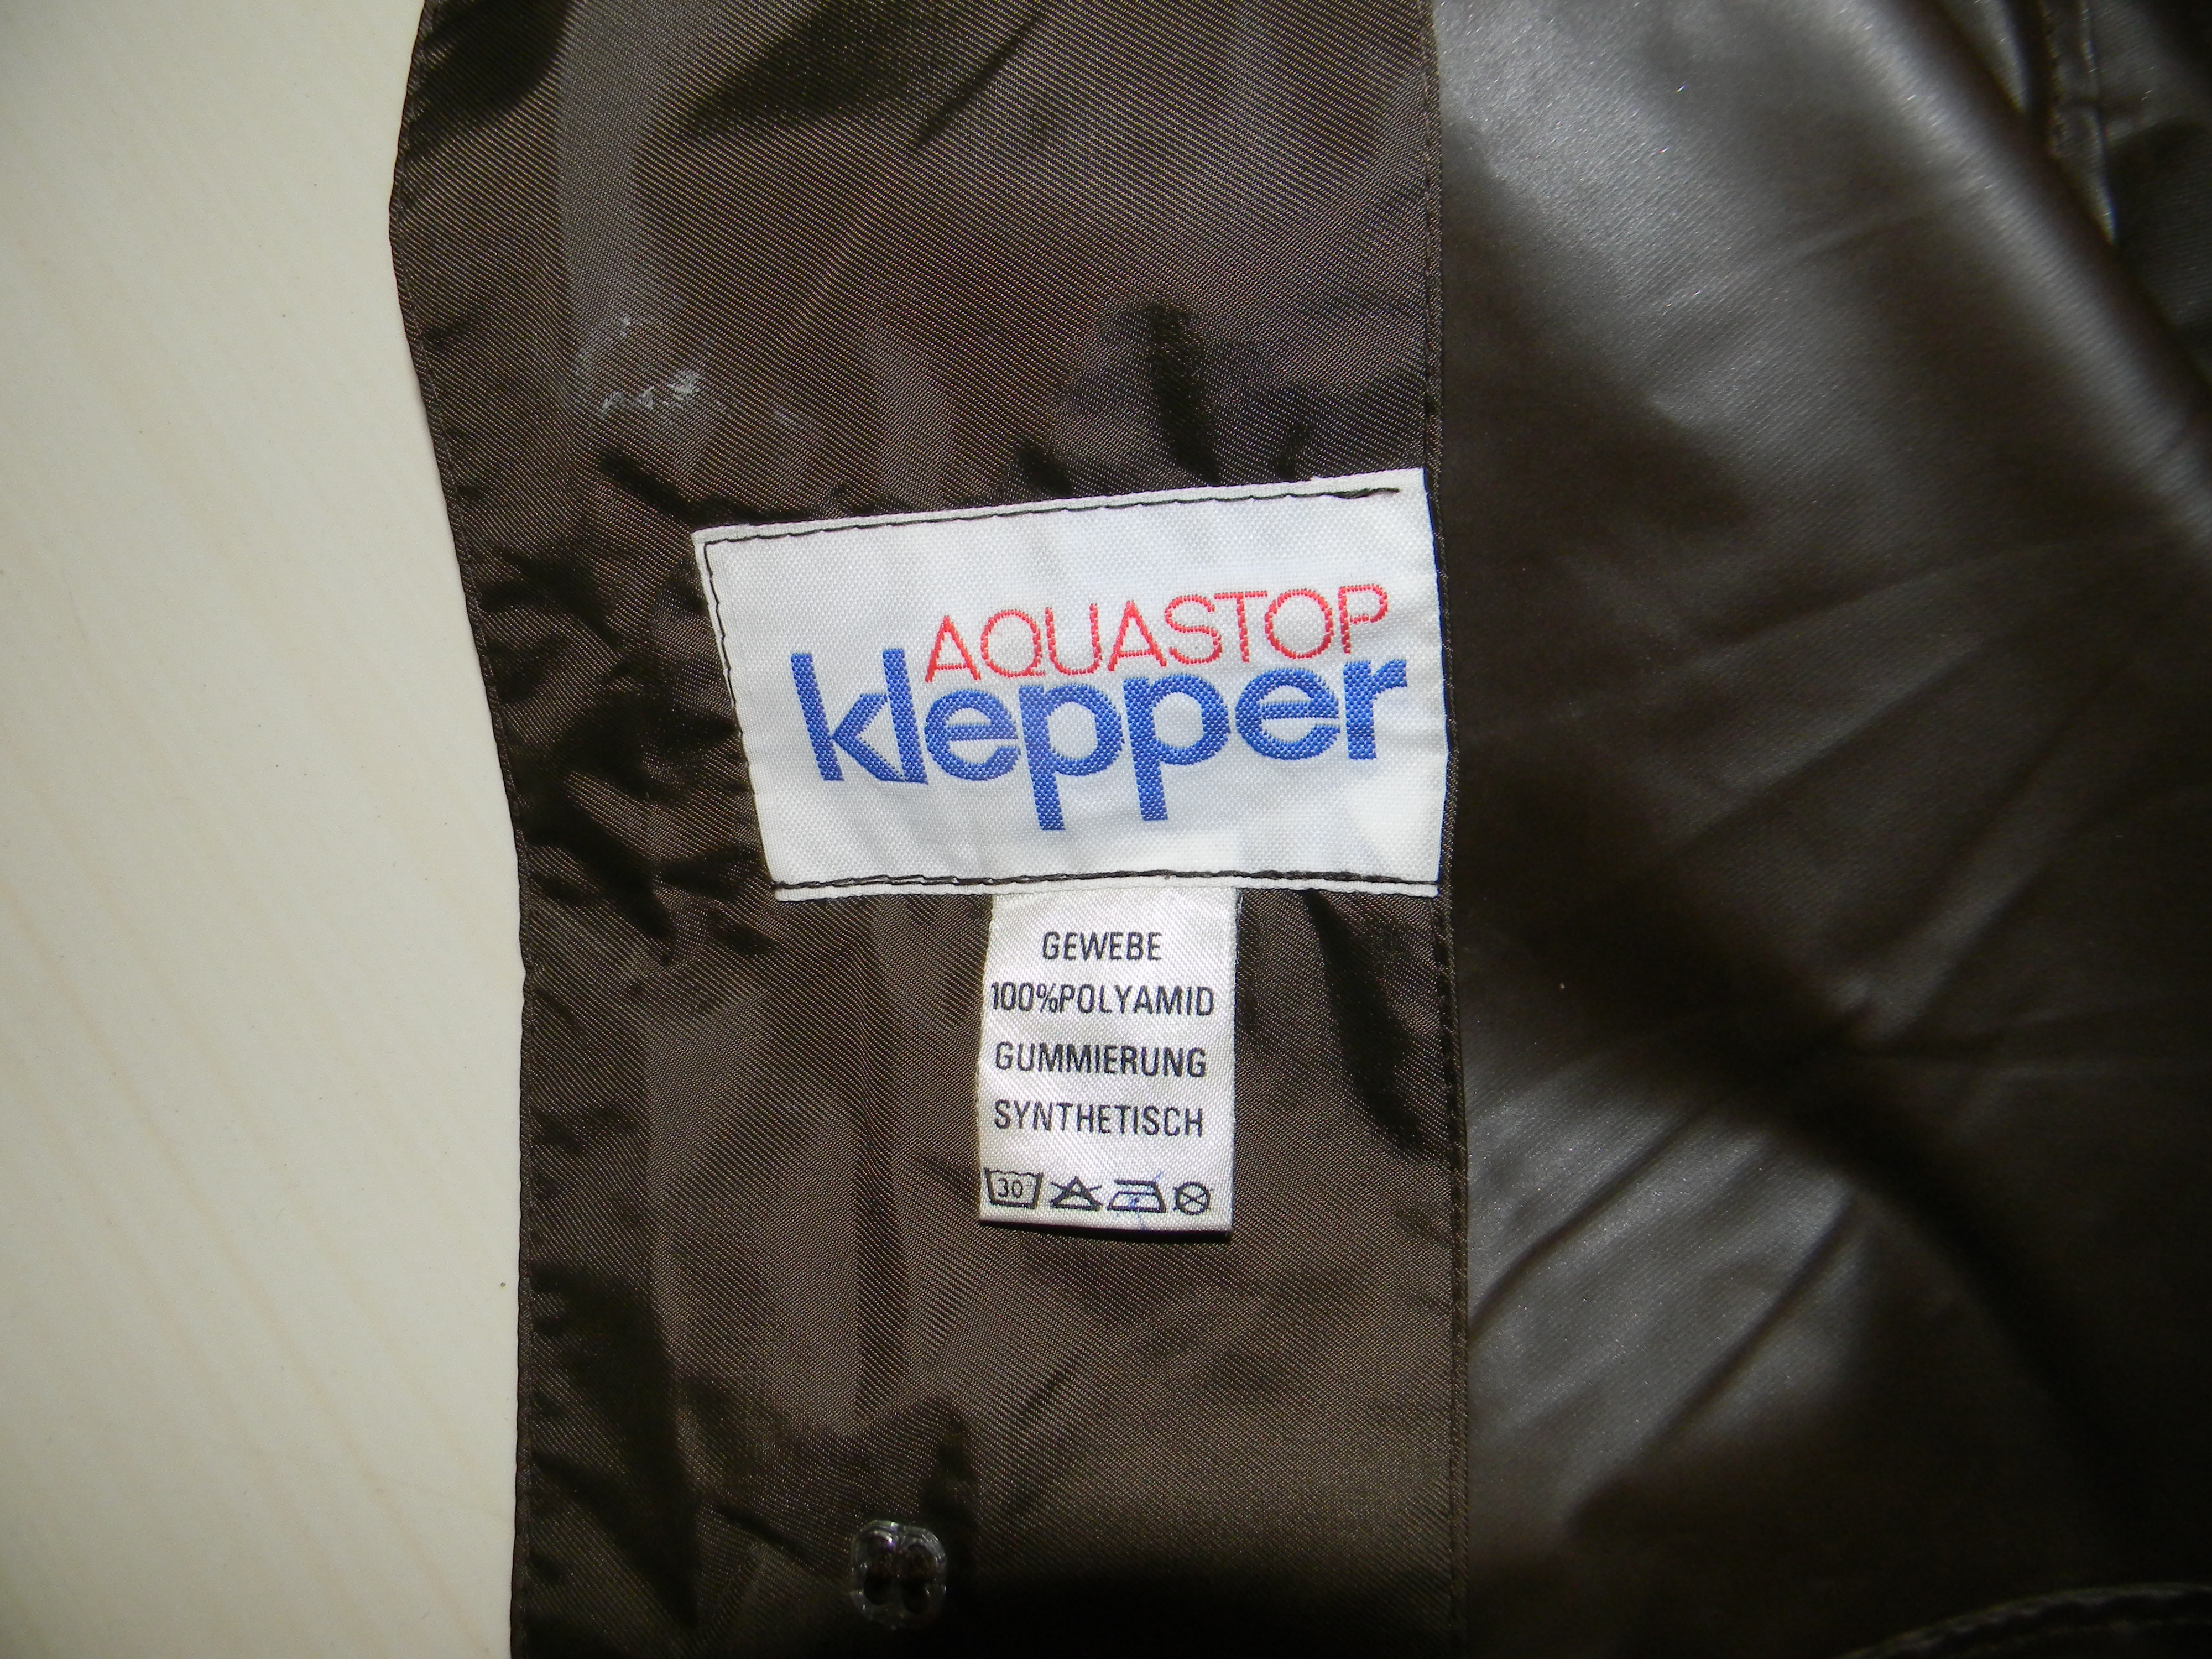 AQUASTOP
klepper
GEWEBE
100%POLYAMID
GUMMIERUNG
SYNTHETISCH
30